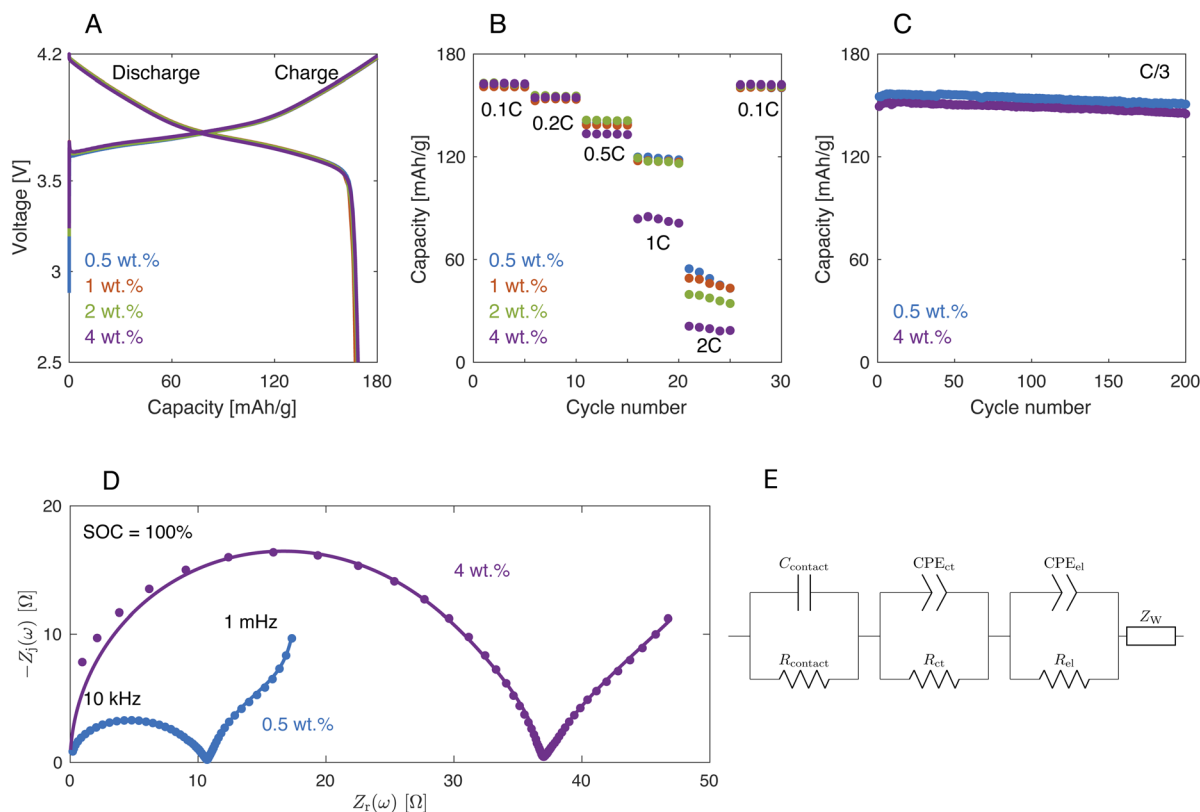 A
4.2
Discharge
Charge
3.5
3
2.5
Voltage [V]
0.5 wt.%
1 wt.%
2 wt.%
4 wt.%
0
60
120
180
Capacity [mAh/g]
B
180
120
60
0
Capacity [mAh/g]
0.1C
0.2C
0.5C
1C
2C
0.1C
0.5 wt.%
1 wt.%
2 wt.%
4 wt.%
0
10
20
30
Cycle number
C
180
120
60
0
Capacity [mAh/g]
C/3
0.5 wt.%
4 wt.%
0
50
100
150
200
Cycle number
D
20
10
0
−Z_j(ω) [Ω]
SOC = 100%
4 wt.%
1 mHz
10 kHz
0.5 wt.%
0
10
20
30
40
50
Z_r(ω) [Ω]
E
C_contact
CPE_ct
CPE_el
Z_W
R_contact
R_ct
R_el